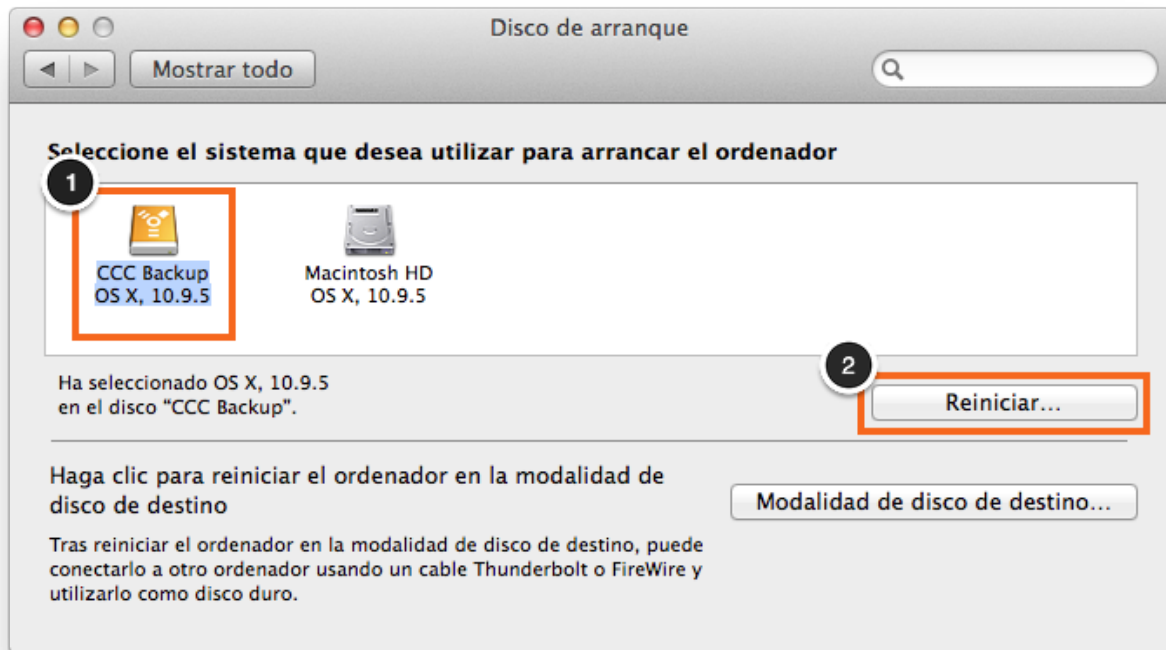 Disco de arranque
Mostrar todo
Seleccione el sistema que desea utilizar para arrancar el ordenador
1
CCC Backup
OS X, 10.9.5
Macintosh HD
OS X, 10.9.5
Ha seleccionado OS X, 10.9.5
en el disco “CCC Backup”.
2
Reiniciar...
Haga clic para reiniciar el ordenador en la modalidad de
disco de destino
Modalidad de disco de destino...
Tras reiniciar el ordenador en la modalidad de disco de destino, puede
conectarlo a otro ordenador usando un cable Thunderbolt o FireWire y
utilizarlo como disco duro.